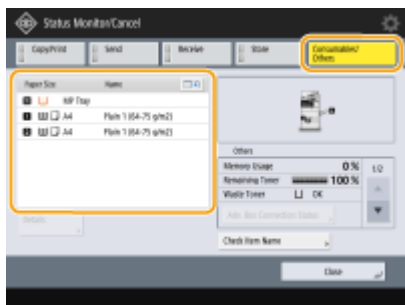 Status Monitor/Cancel
Copy/Print
Send
Receive
Store
Consumables/
Others
Paper Size
Name
MP Tray
A4 Plain 1 (64-75 g/m2)
A4 Plain 1 (64-75 g/m2)
Others
Memory Usage 0%
Remaining Toner 100%
Waste Toner OK
1/2
Details
Check Item Name
Close